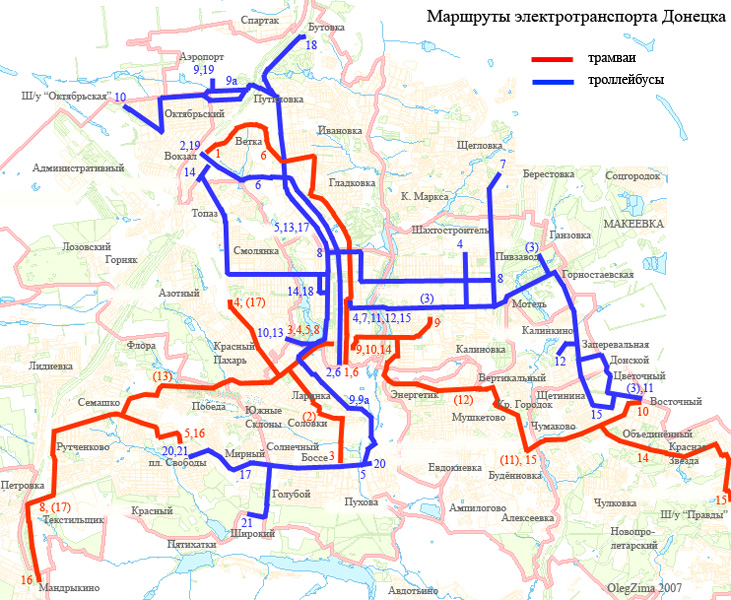 Маршруты электротранспорта Донецка
трамваи
троллейбусы
Спартак
Бутовка
18
Аэропорт
9,19
9а
Ш/у "Октябрьская"
10
Путиловка
Октябрьский
Ивановка
Ветка
2,19
1
6
Вокзал
Щегловка
Административный
14
6
Гладковка
7
Берестовка
Соцгородок
К. Маркса
Топаз
5,13,17
МАКЕЕВКА
Шахтостроитель
Ганзовка
Лозовский
Горняк
Смолянка
8
4
(3)
Пивзавод
8
Горностаевская
Азотный
14,18
(3)
Мотель
4, (17)
4,7,11,12,15
9
Калинкино
10,13
3,4,5,8
Флора
Красный
Пахарь
9,10,14
Калиновка
Заперевальная
12
Донской
Лидиевка
2,6
1,6
Вертикальный
Цветочный
(13)
Ларинка
9,9а
Энергетик
(12)
Щетинина
(3),11
Восточный
Семашко
Победа
Южные
Склоны
(2)
Соловки
Мушкетово
Кр. Городок
15
10
Чумаково
Объединённый
Рутченково
5,16
20,21
пл. Свободы
Мирный
Солнечный
Боссе
3
20
5
(11), 15
Будённовка
14
Красная
Звезда
17
Евдокиевка
Петровка
Голубой
Пухова
15
8, (17)
Текстильщик
Красный
21
Широкий
Ампилогово
Алексеевка
Чулковка
Ш/у "Правды"
Пятихатки
Новопро-
летарский
16
Мандрыкино
Авдотьино
OlegZima 2007